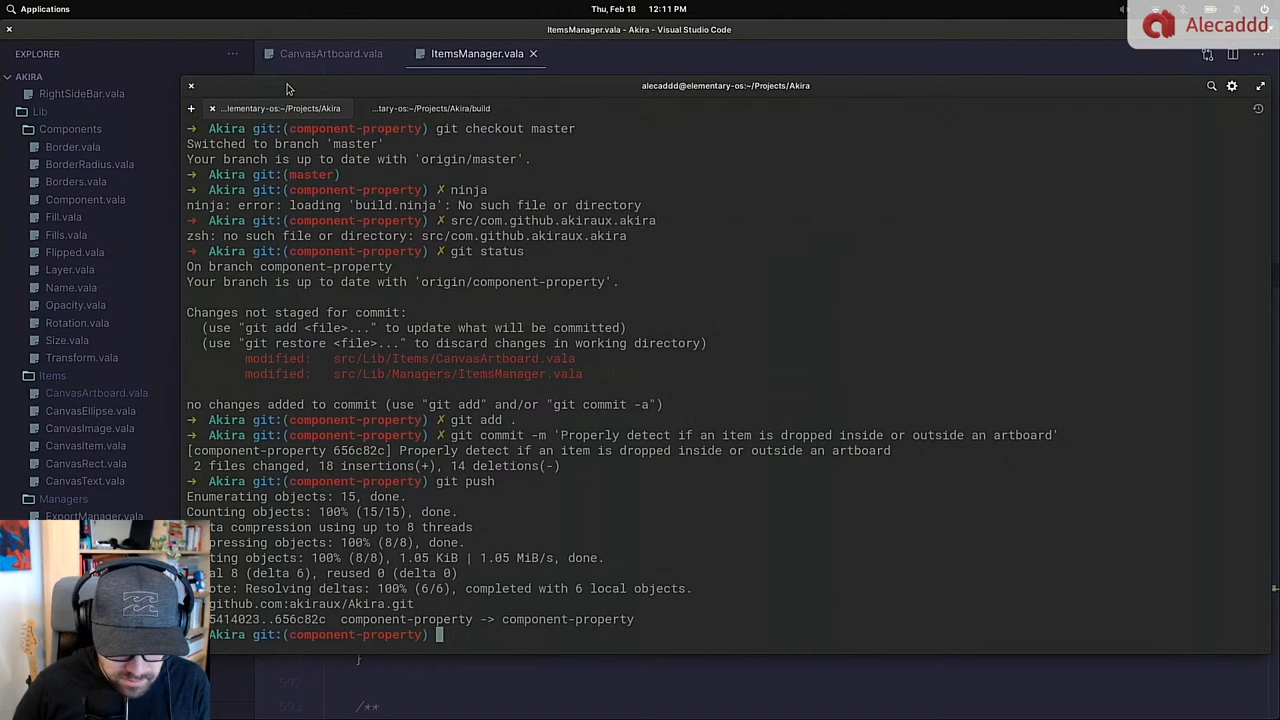 Applications
Thu, Feb 18 12:11 PM
Alecaddd
ItemsManager.vala - Akira - Visual Studio Code
EXPLORER
CanvasArtboard.vala
ItemsManager.vala
AKIRA
RightSideBar.vala
Lib
Components
Border.vala
BorderRadius.vala
Borders.vala
Component.vala
Fill.vala
Fills.vala
Flipped.vala
Layer.vala
Name.vala
Opacity.vala
Rotation.vala
Size.vala
Transform.vala
Items
CanvasArtboard.vala
CanvasEllipse.vala
CanvasImage.vala
CanvasItem.vala
CanvasRect.vala
CanvasText.vala
Managers
ExportManager.vala
alecaddd@elementary-os:~/Projects/Akira
...lementary-os:~/Projects/Akira
...tary-os:~/Projects/Akira/build
→ Akira git:(component-property) git checkout master
Switched to branch 'master'
Your branch is up to date with 'origin/master'.
→ Akira git:(master)
→ Akira git:(component-property) ✗ ninja
ninja: error: loading 'build.ninja': No such file or directory
→ Akira git:(component-property) ✗ src/com.github.akiraux.akira
zsh: no such file or directory: src/com.github.akiraux.akira
→ Akira git:(component-property) ✗ git status
On branch component-property
Your branch is up to date with 'origin/component-property'.
Changes not staged for commit:
(use "git add <file>..." to update what will be committed)
(use "git restore <file>..." to discard changes in working directory)
modified: src/Lib/Items/CanvasArtboard.vala
modified: src/Lib/Managers/ItemsManager.vala
no changes added to commit (use "git add" and/or "git commit -a")
→ Akira git:(component-property) ✗ git add .
→ Akira git:(component-property) ✗ git commit -m 'Properly detect if an item is dropped inside or outside an artboard'
[component-property 656c82c] Properly detect if an item is dropped inside or outside an artboard
2 files changed, 18 insertions(+), 14 deletions(-)
→ Akira git:(component-property) git push
Enumerating objects: 15, done.
Counting objects: 100% (15/15), done.
ta compression using up to 8 threads
pressing objects: 100% (8/8), done.
ting objects: 100% (8/8), 1.05 KiB | 1.05 MiB/s, done.
al 8 (delta 6), reused 0 (delta 0)
ote: Resolving deltas: 100% (6/6), completed with 6 local objects.
github.com:akiraux/Akira.git
5414023..656c82c component-property -> component-property
Akira git:(component-property)
}
592
593 /**